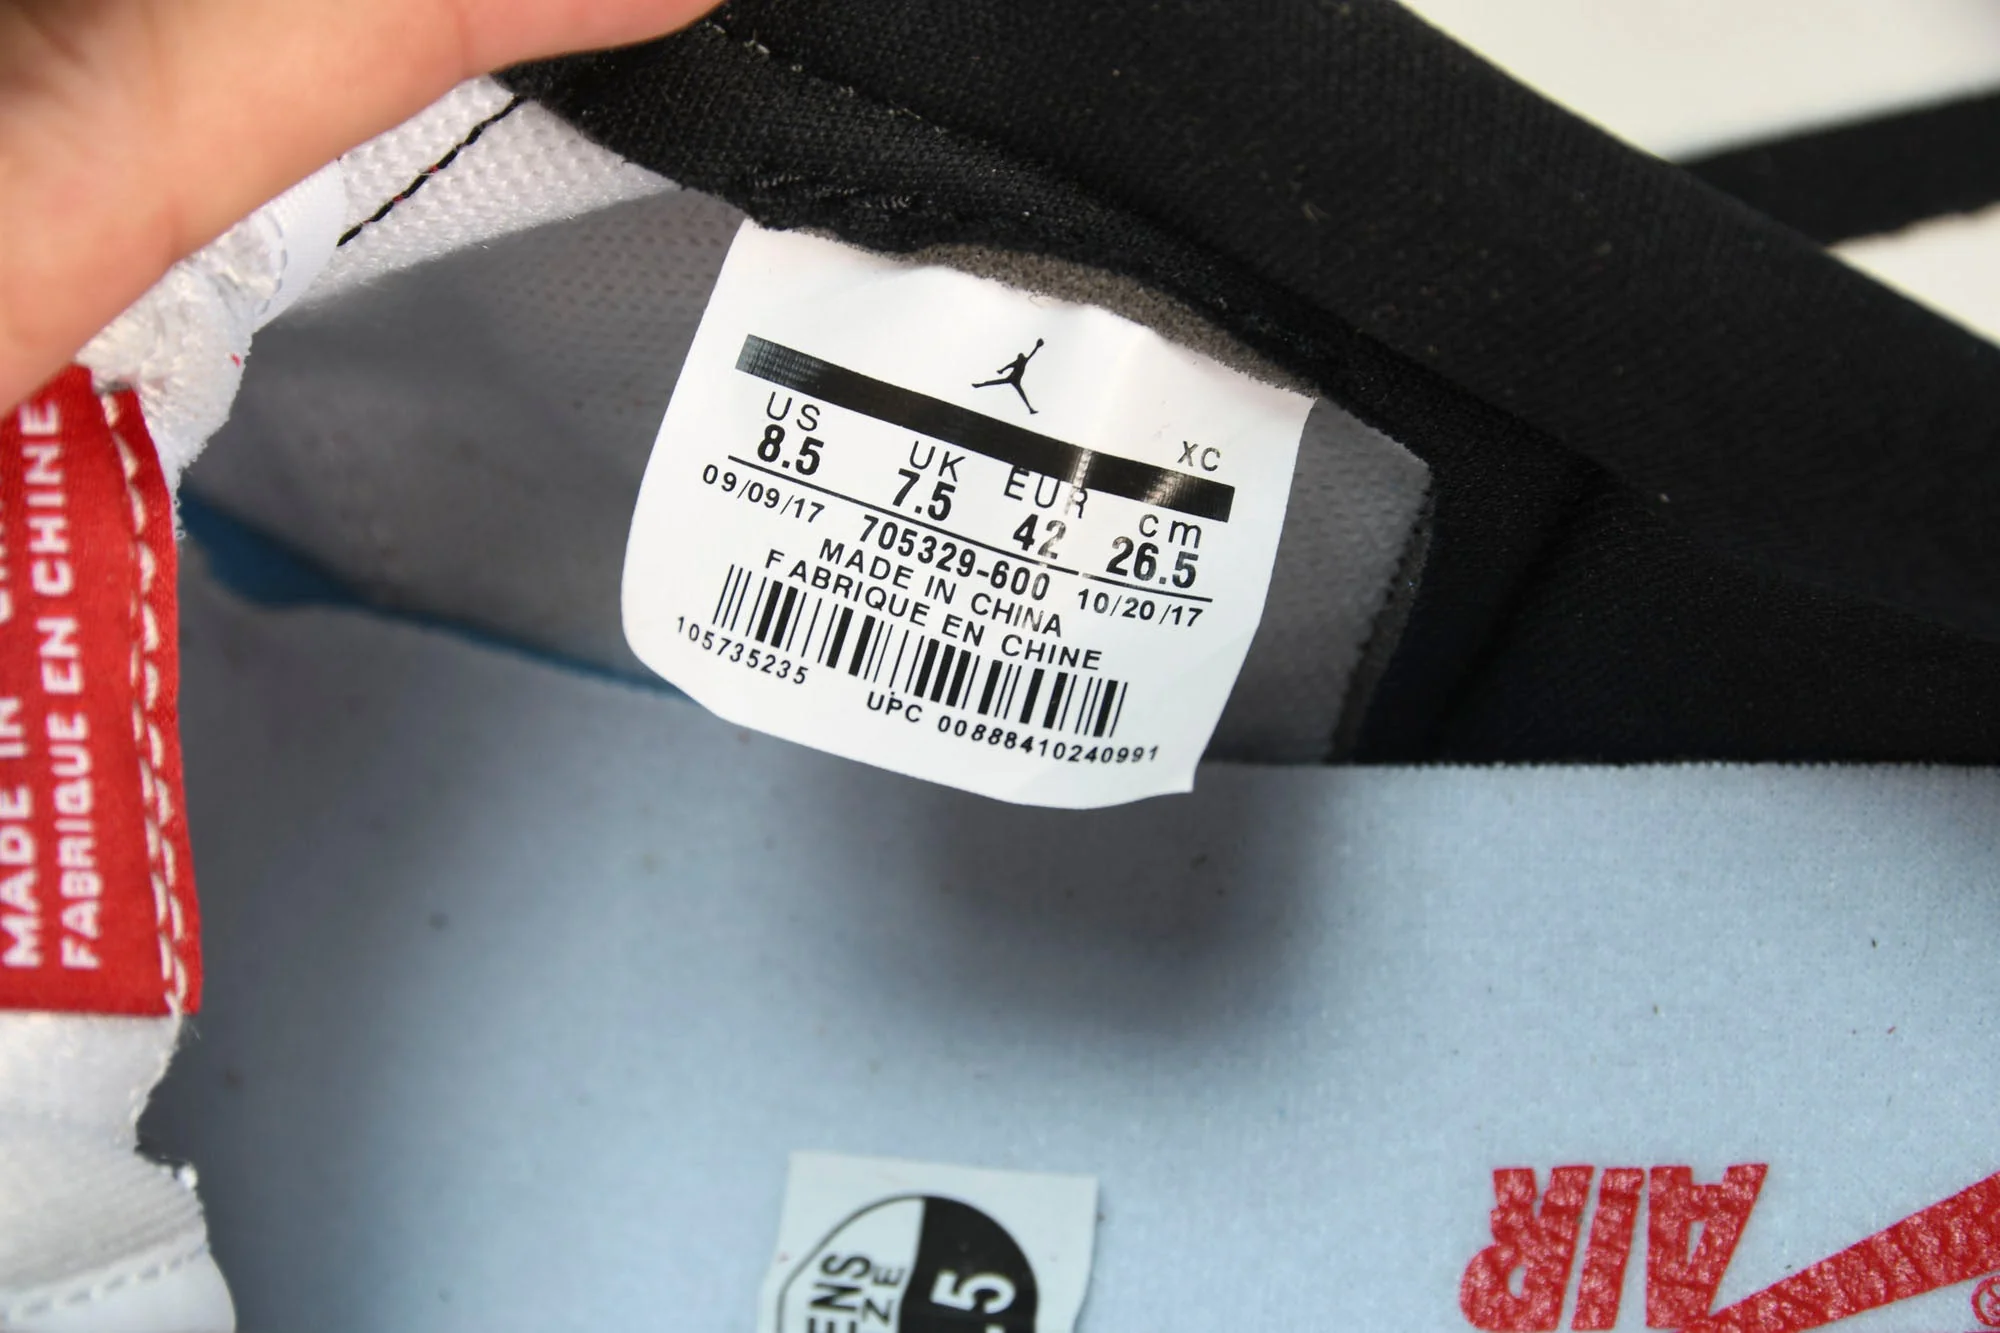 XC
US UK EUR cm
8.5 7.5 42 26.5
09/09/17 705329-600 10/20/17
MADE IN CHINA
FABRIQUE EN CHINE
105735235
UPC 00888410240991
MADE IN
FABRIQUE EN CHINE
.5
AIR